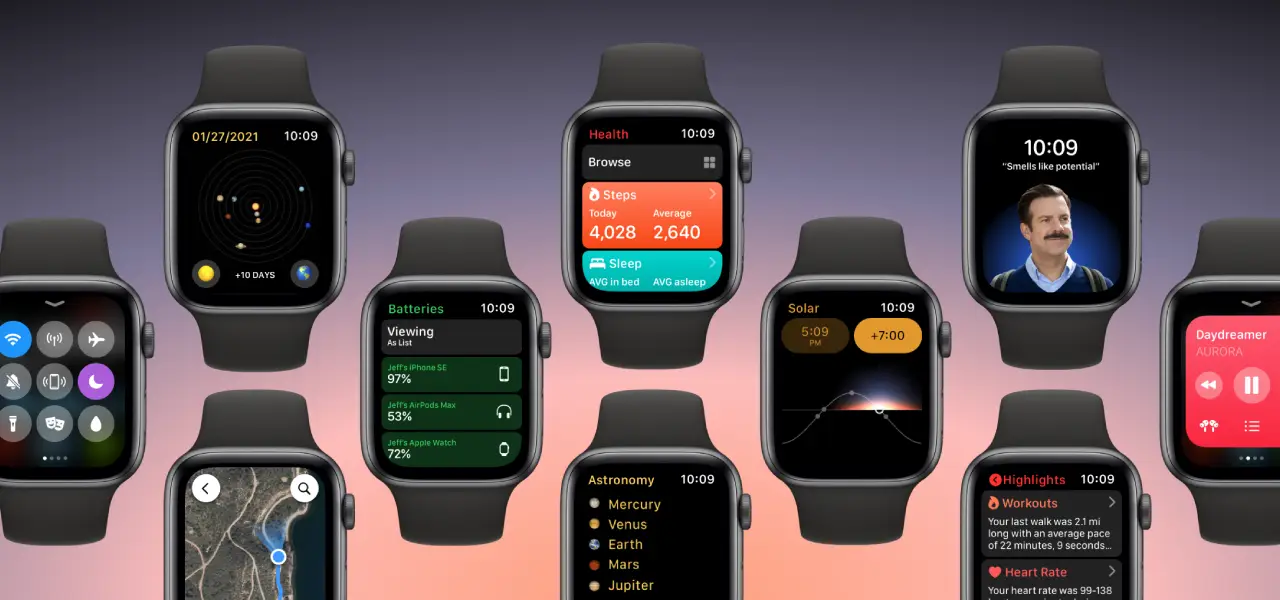 01/27/2021 10:09
+10 DAYS
Health 10:09
Browse
Steps
Today Average
4,028 2,640
Sleep
AVG in bed AVG asleep
10:09
“Smells like potential”
Batteries 10:09
Viewing
As List
Jeff's iPhone SE
97%
Jeff's AirPods Max
53%
Jeff's Apple Watch
72%
Solar 10:09
5:09
PM
+7:00
Daydreamer
AURORA
Astronomy 10:09
Mercury
Venus
Earth
Mars
Jupiter
Highlights 10:09
Workouts
Your last walk was 2.1 mi
long with an average pace
of 22 minutes, 9 seconds...
Heart Rate
Your heart rate was 99-138